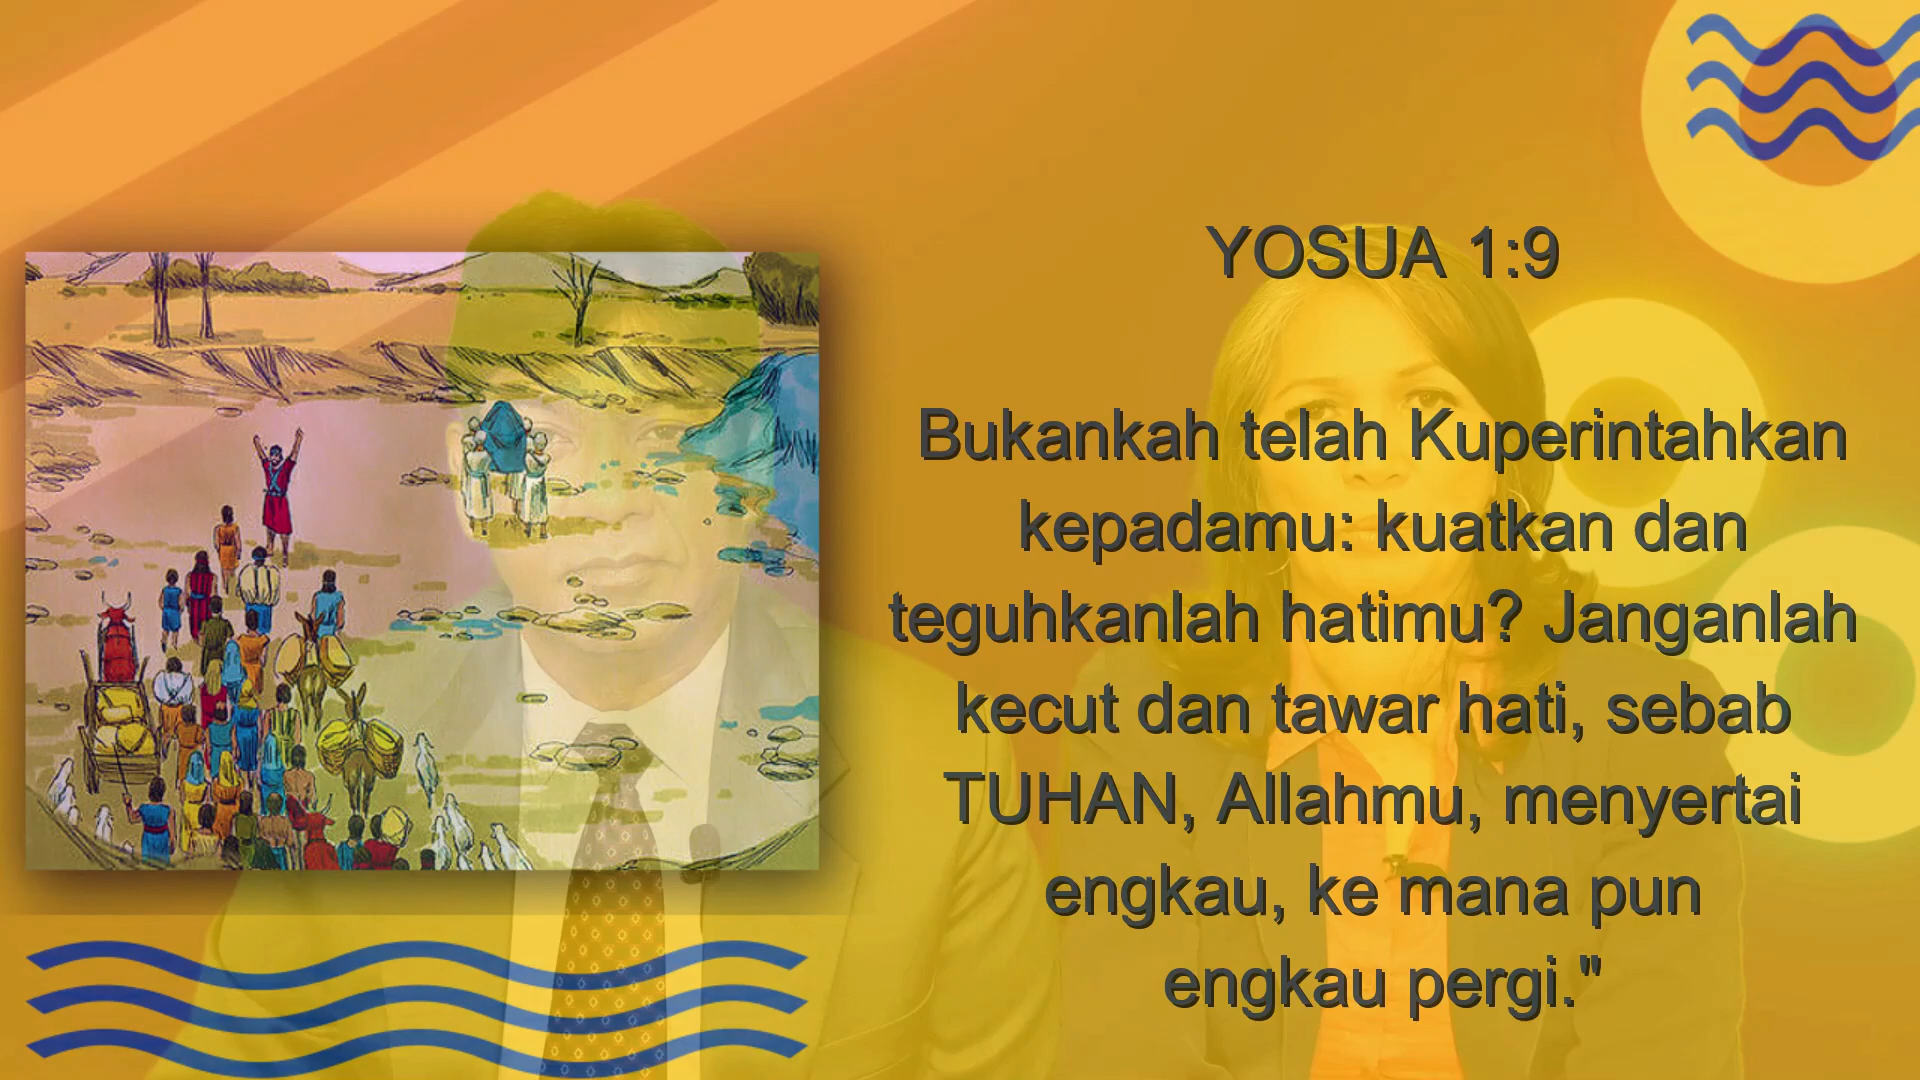 YOSUA 1:9
Bukankah telah Kuperintahkan
kepadamu: kuatkan dan
teguhkanlah hatimu? Janganlah
kecut dan tawar hati, sebab
TUHAN, Allahmu, menyertai
engkau, ke mana pun
engkau pergi."